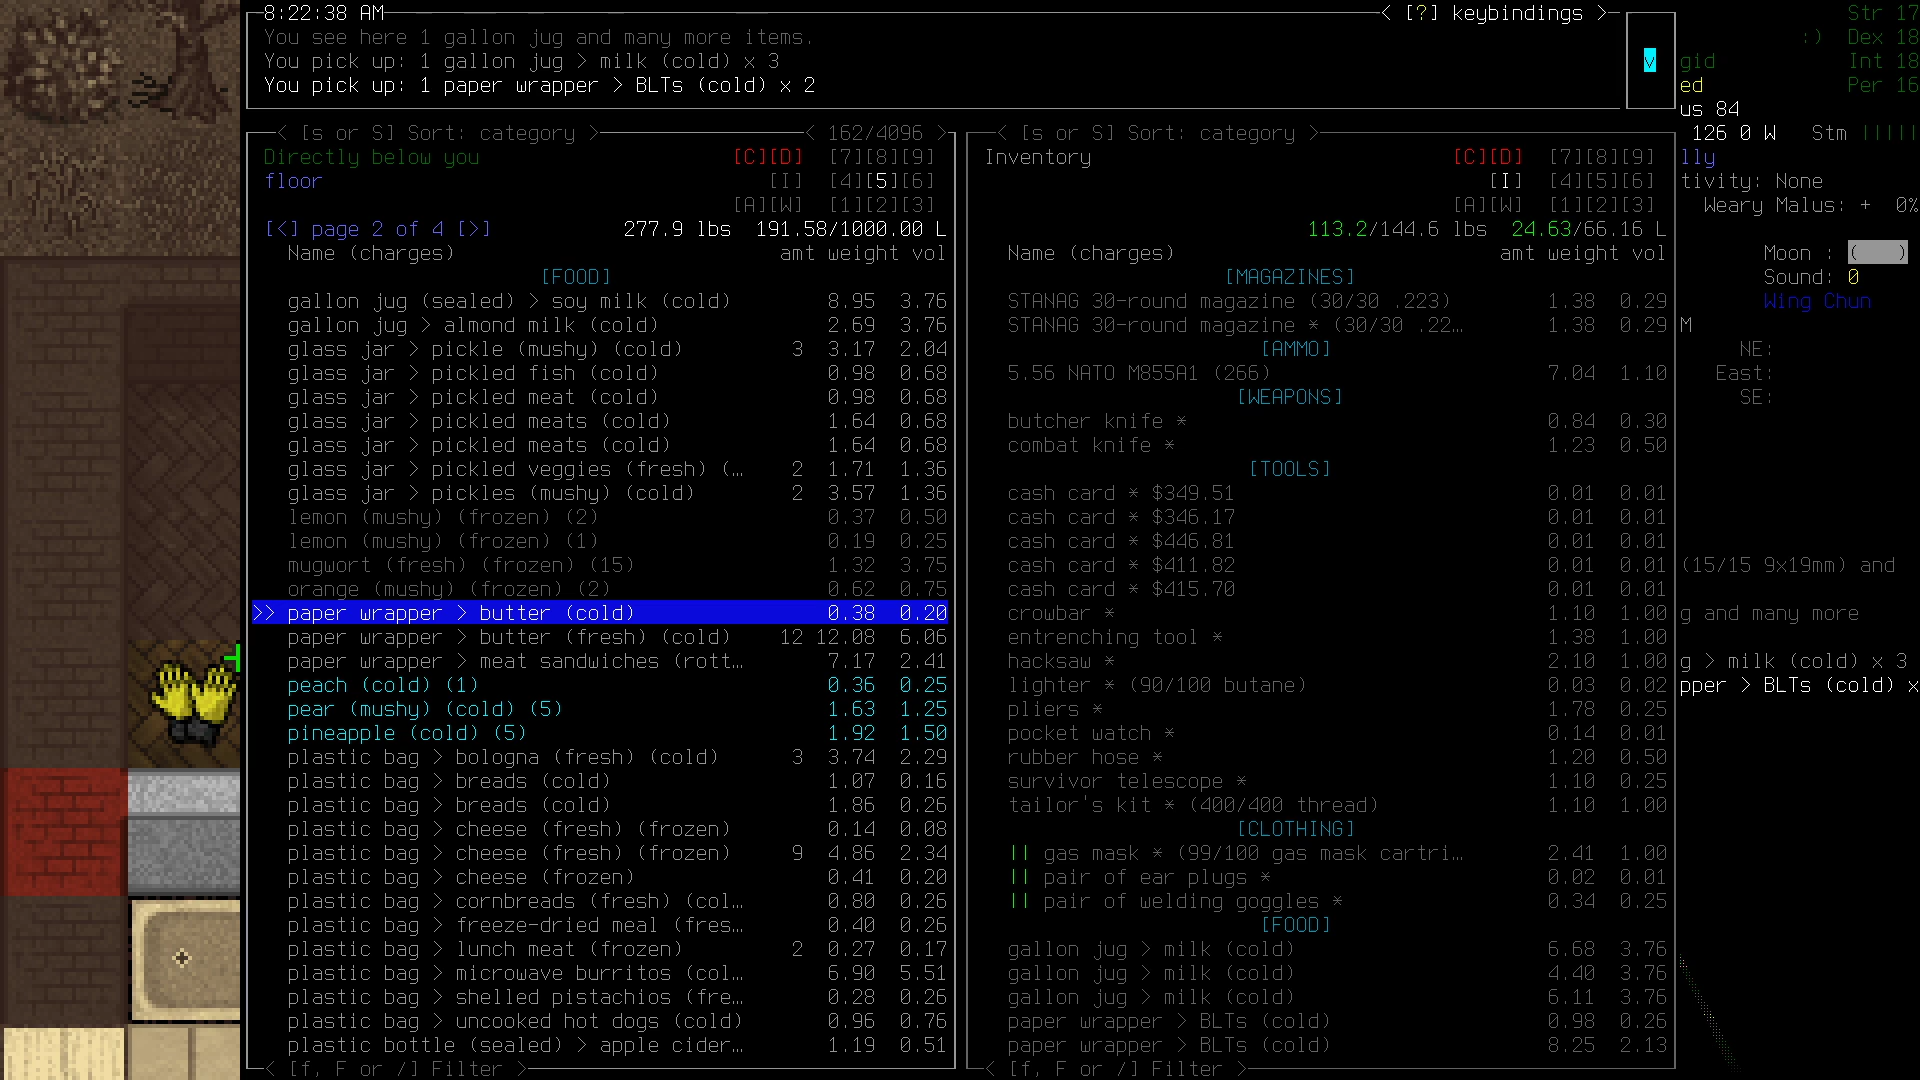 8:22:38 AM < [?] keybindings >
You see here 1 gallon jug and many more items.
You pick up: 1 gallon jug > milk (cold) x 3
You pick up: 1 paper wrapper > BLTs (cold) x 2
v
< [s or S] Sort: category > < 162/4096 >
Directly below you [C][D] [7][8][9]
floor [I] [4][5][6]
[A][W] [1][2][3]
[<] page 2 of 4 [>] 277.9 lbs 191.58/1000.00 L
Name (charges) amt weight vol
[FOOD]
gallon jug (sealed) > soy milk (cold) 8.95 3.76
gallon jug > almond milk (cold) 2.69 3.76
glass jar > pickle (mushy) (cold) 3 3.17 2.04
glass jar > pickled fish (cold) 0.98 0.68
glass jar > pickled meat (cold) 0.98 0.68
glass jar > pickled meats (cold) 1.64 0.68
glass jar > pickled meats (cold) 1.64 0.68
glass jar > pickled veggies (fresh) (… 2 1.71 1.36
glass jar > pickles (mushy) (cold) 2 3.57 1.36
lemon (mushy) (frozen) (2) 0.37 0.50
lemon (mushy) (frozen) (1) 0.19 0.25
mugwort (fresh) (frozen) (15) 1.32 3.75
orange (mushy) (frozen) (2) 0.62 0.75
>> paper wrapper > butter (cold) 0.38 0.20
paper wrapper > butter (fresh) (cold) 12 12.08 6.06
paper wrapper > meat sandwiches (rott… 7.17 2.41
peach (cold) (1) 0.36 0.25
pear (mushy) (cold) (5) 1.63 1.25
pineapple (cold) (5) 1.92 1.50
plastic bag > bologna (fresh) (cold) 3 3.74 2.29
plastic bag > breads (cold) 1.07 0.16
plastic bag > breads (cold) 1.86 0.26
plastic bag > cheese (fresh) (frozen) 0.14 0.08
plastic bag > cheese (fresh) (frozen) 9 4.86 2.34
plastic bag > cheese (frozen) 0.41 0.20
plastic bag > cornbreads (fresh) (col… 0.80 0.26
plastic bag > freeze-dried meal (fres… 0.40 0.26
plastic bag > lunch meat (frozen) 2 0.27 0.17
plastic bag > microwave burritos (col… 6.90 5.51
plastic bag > shelled pistachios (fre… 0.28 0.26
plastic bag > uncooked hot dogs (cold) 0.96 0.76
plastic bottle (sealed) > apple cider… 1.19 0.51
< [f, F or /] Filter >
< [s or S] Sort: category >
Inventory [C][D] [7][8][9]
[I] [4][5][6]
[A][W] [1][2][3]
113.2/144.6 lbs 24.63/66.16 L
Name (charges) amt weight vol
[MAGAZINES]
STANAG 30-round magazine (30/30 .223) 1.38 0.29
STANAG 30-round magazine * (30/30 .22… 1.38 0.29
[AMMO]
5.56 NATO M855A1 (266) 7.04 1.10
[WEAPONS]
butcher knife * 0.84 0.30
combat knife * 1.23 0.50
[TOOLS]
cash card * $349.51 0.01 0.01
cash card * $346.17 0.01 0.01
cash card * $446.81 0.01 0.01
cash card * $411.82 0.01 0.01
cash card * $415.70 0.01 0.01
crowbar * 1.10 1.00
entrenching tool * 1.38 1.00
hacksaw * 2.10 1.00
lighter * (90/100 butane) 0.03 0.02
pliers * 1.78 0.25
pocket watch * 0.14 0.01
rubber hose * 1.20 0.50
survivor telescope * 1.10 0.25
tailor's kit * (400/400 thread) 1.10 1.00
[CLOTHING]
|| gas mask * (99/100 gas mask cartri… 2.41 1.00
|| pair of ear plugs * 0.02 0.01
|| pair of welding goggles * 0.34 0.25
[FOOD]
gallon jug > milk (cold) 6.68 3.76
gallon jug > milk (cold) 4.40 3.76
gallon jug > milk (cold) 6.11 3.76
paper wrapper > BLTs (cold) 0.98 0.26
paper wrapper > BLTs (cold) 8.25 2.13
< [f, F or /] Filter >
Str 17
:) Dex 18
gid Int 18
ed Per 16
us 84
126 0 W Stm |||||
lly
tivity: None
Weary Malus: + 0%
Moon : ( )
Sound: 0
Wing Chun
M
NE:
East:
SE:
(15/15 9x19mm) and
g and many more
g > milk (cold) x 3
pper > BLTs (cold) x